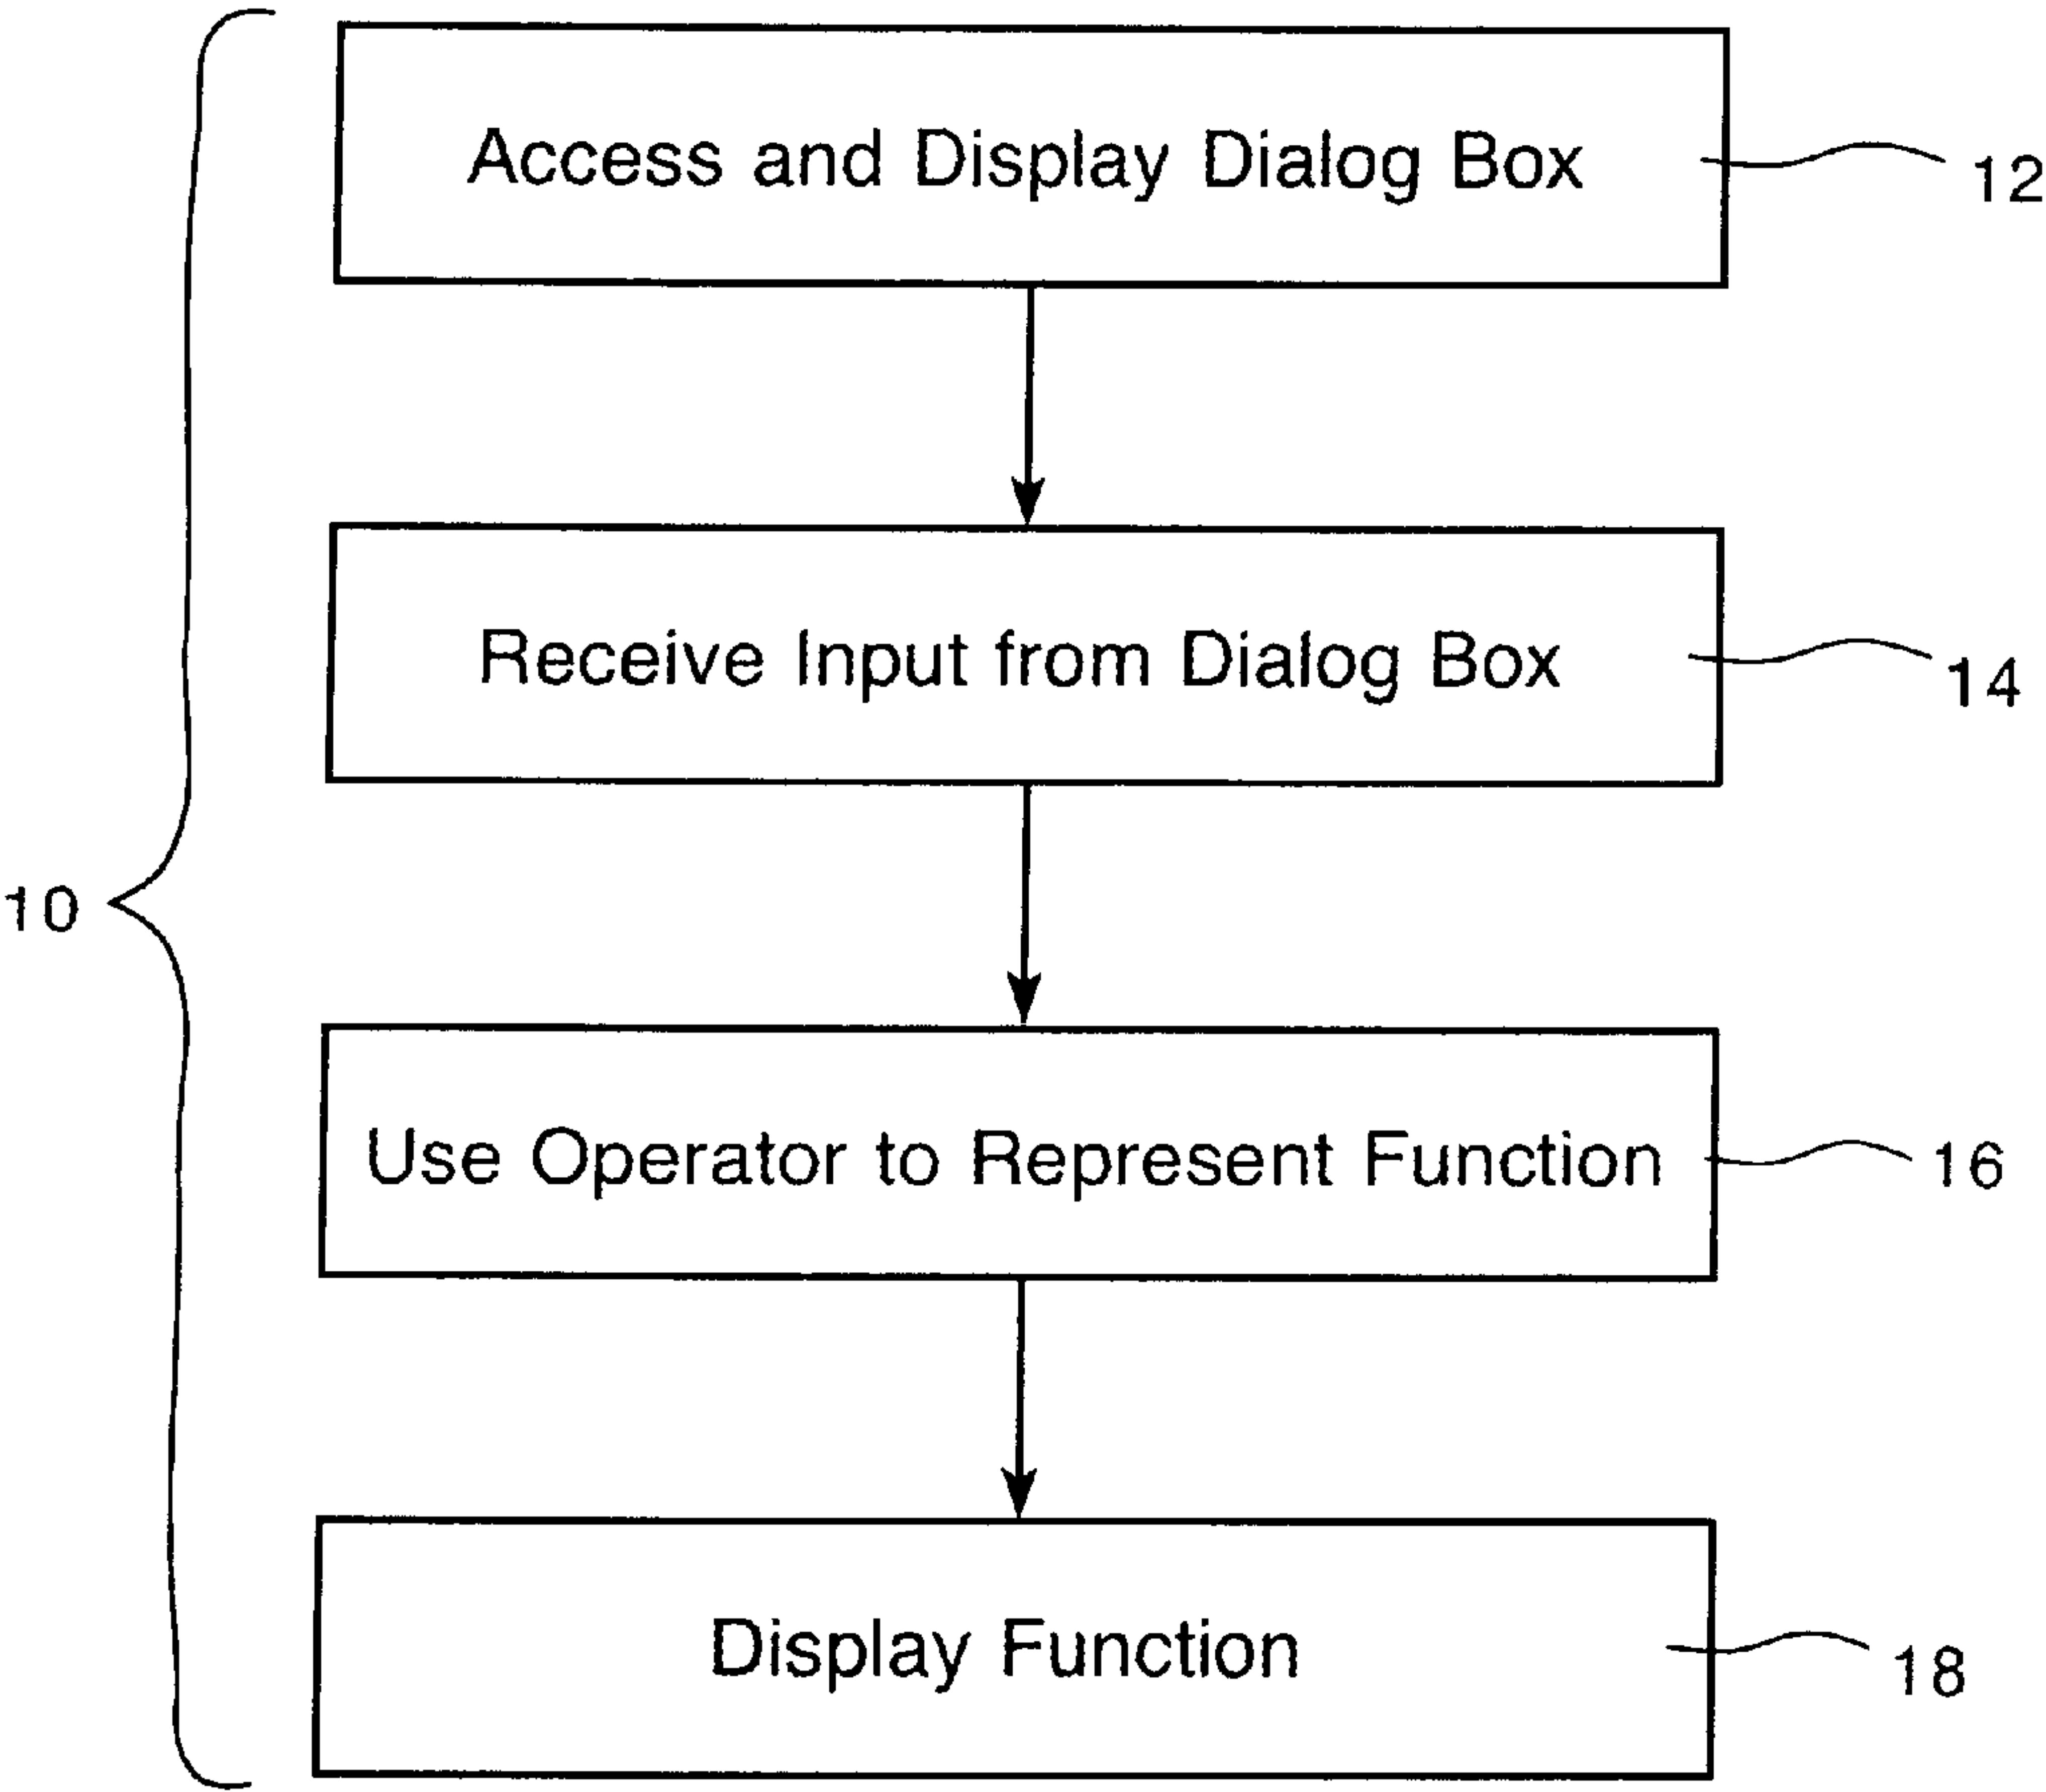 Access and Display Dialog Box
12
Receive Input from Dialog Box
14
10
Use Operator to Represent Function
16
Display Function
18